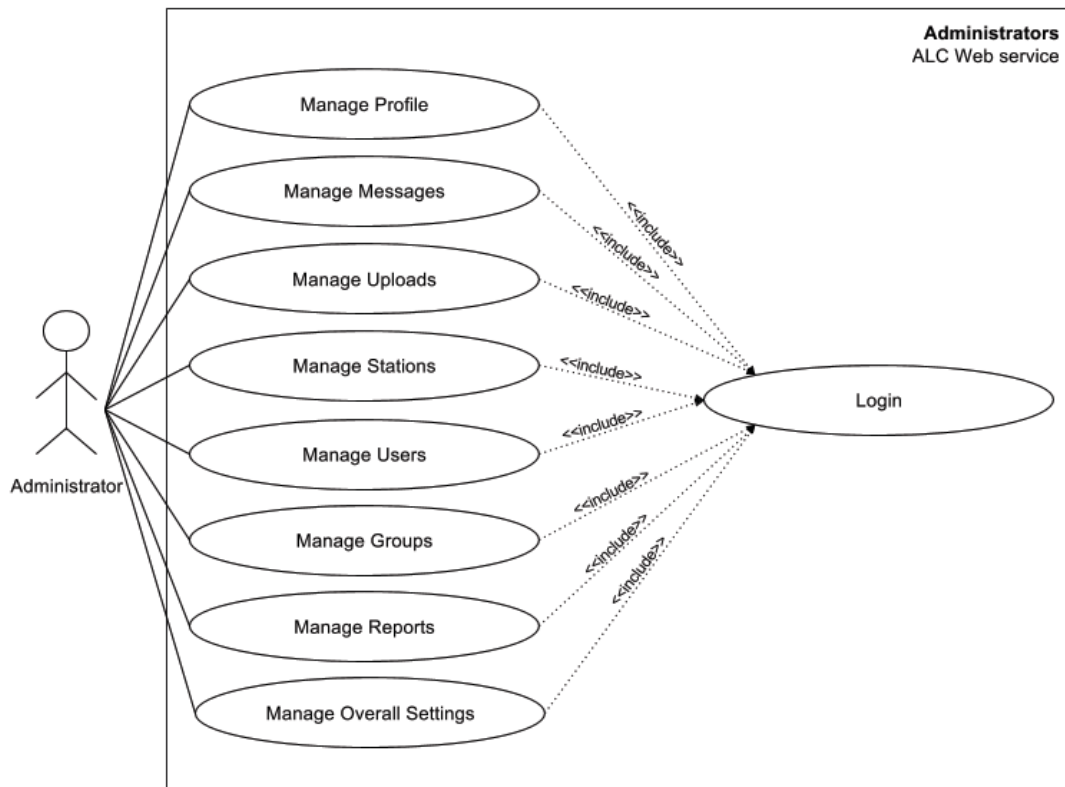 Administrators
ALC Web service
Manage Profile
Manage Messages
<<include>>
<<include>>
Manage Uploads
<<include>>
Manage Stations
<<include>>
Login
Manage Users
<<include>>
Administrator
<<include>>
Manage Groups
<<include>>
<<include>>
Manage Reports
Manage Overall Settings